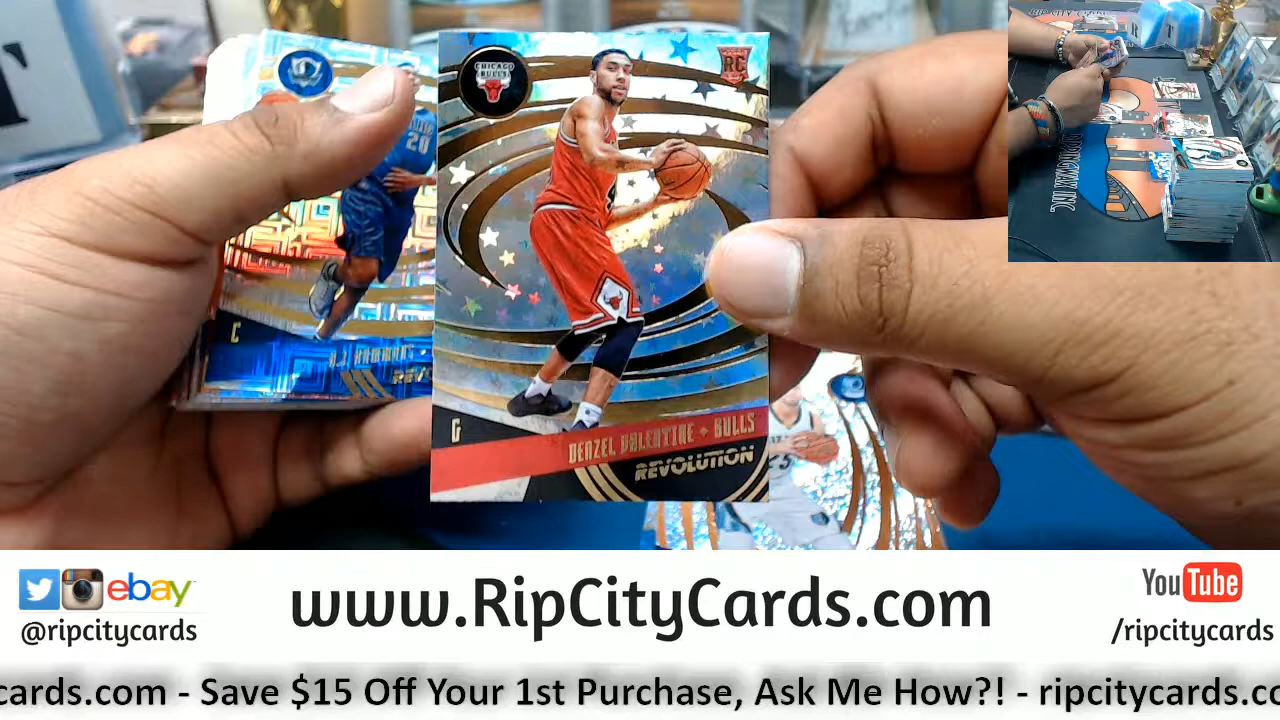 CHICAGO
BULLS
RC
20
C
G
DENZEL VALENTINE + BULLS
REVOLUTION
ebay
@ripcitycards
www.RipCityCards.com
YouTube
/ripcitycards
cards.com - Save $15 Off Your 1st Purchase, Ask Me How?! - ripcitycards.co